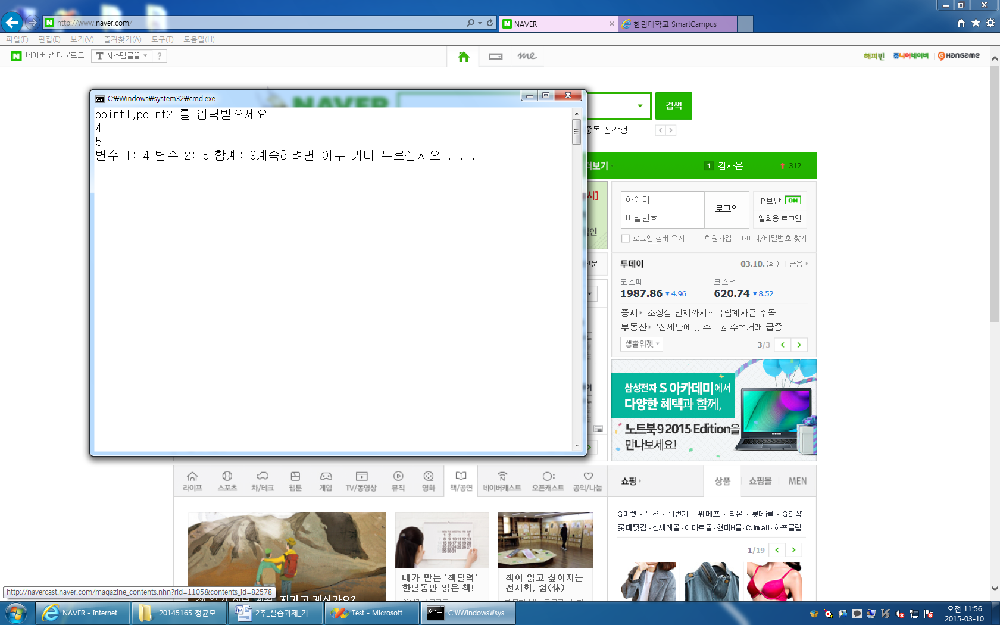 http://www.naver.com/
NAVER
한림대학교 SmartCampus
파일(F) 편집(E) 보기(V) 즐겨찾기(A) 도구(T) 도움말(H)
네이버 앱 다운로드
시스템글꼴
?
me
해피빈
쥬니어네이버
HANGAME
C:\Windows\system32\cmd.exe
point1,point2 를 입력받으세요.
4
5
변수 1: 4 변수 2: 5 합계: 9계속하려면 아무 키나 누르십시오 . . .
NAVER
검색
중독 심각성
더보기
1 김사은 312
아이디
비밀번호
로그인
IP보안 ON
일회용 로그인
로그인 상태 유지
회원가입
아이디/비밀번호 찾기
투데이
03.10.(화)
금융
코스피
1987.86 ▼4.96
코스닥
620.74 ▼8.52
증시 조정장 언제까지…유럽계자금 주목
부동산 '전세난에'...수도권 주택거래 급증
생활위젯
3/3
삼성전자 S 아카데미에서
다양한 혜택과 함께,
노트북9 2015 Edition을
만나보세요!
라이프
스포츠
차/테크
웹툰
게임
TV/동영상
뮤직
영화
책/공연
네이버캐스트
오픈캐스트
공익/나눔
쇼핑
상품
쇼핑몰
MEN
G마켓 · 옥션 · 11번가 · 위메프 · 티몬 · 롯데i몰 · GS 샵
롯데닷컴 · 신세계몰 · 이마트몰 · 현대H몰 · CJmall · 하프클럽
1/19
내가 만든 '책달력'
한달동안 읽은 책!
책이 읽고 싶어지는
전시회, 쉼(休)
지키고 계신가요?
http://navercast.naver.com/magazine_contents.nhn?rid=1105&contents_id=82578
NAVER - Internet...
20145165 정균모
2주_실습과제_기...
Test - Microsoft ...
C:\Windows\sys...
오전 11:56
2015-03-10